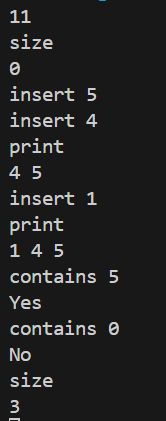 11
size
0
insert 5
insert 4
print
4 5
insert 1
print
1 4 5
contains 5
Yes
contains 0
No
size
3